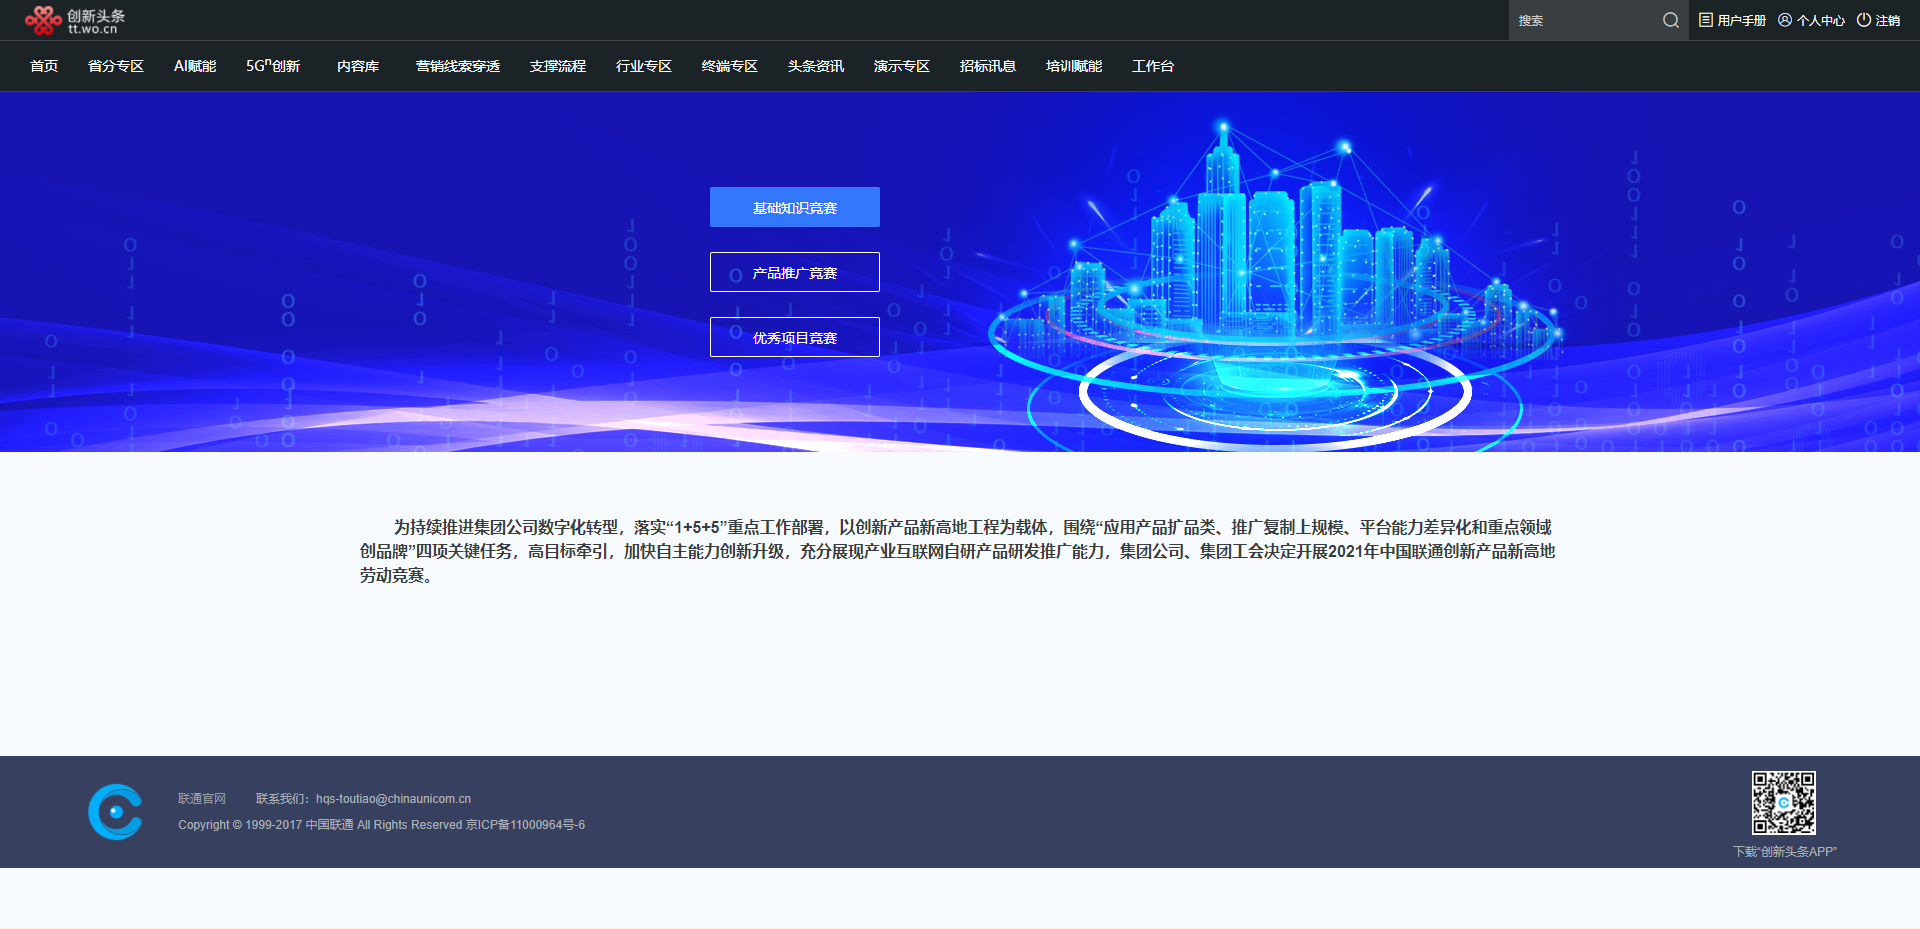 创新头条
tt.wo.cn
搜索
用户手册 个人中心 注销
首页 省分专区 AI赋能 5Gⁿ创新 内容库 营销线索穿透 支撑流程 行业专区 终端专区 头条资讯 演示专区 招标讯息 培训赋能 工作台
基础知识竞赛
产品推广竞赛
优秀项目竞赛
为持续推进集团公司数字化转型，落实“1+5+5”重点工作部署，以创新产品新高地工程为载体，围绕“应用产品扩品类、推广复制上规模、平台能力差异化和重点领域
创品牌”四项关键任务，高目标牵引，加快自主能力创新升级，充分展现产业互联网自研产品研发推广能力，集团公司、集团工会决定开展2021年中国联通创新产品新高地
劳动竞赛。
联通官网 联系我们：hqs-toutiao@chinaunicom.cn
Copyright © 1999-2017 中国联通 All Rights Reserved 京ICP备11000964号-6
下载“创新头条APP”